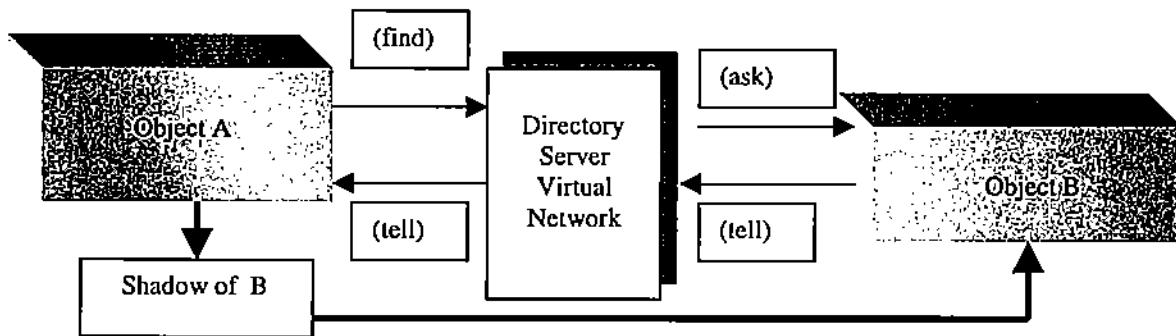 (find)
(ask)
Object A
Directory
Server
Virtual
Network
Object B
(tell)
(tell)
Shadow of B